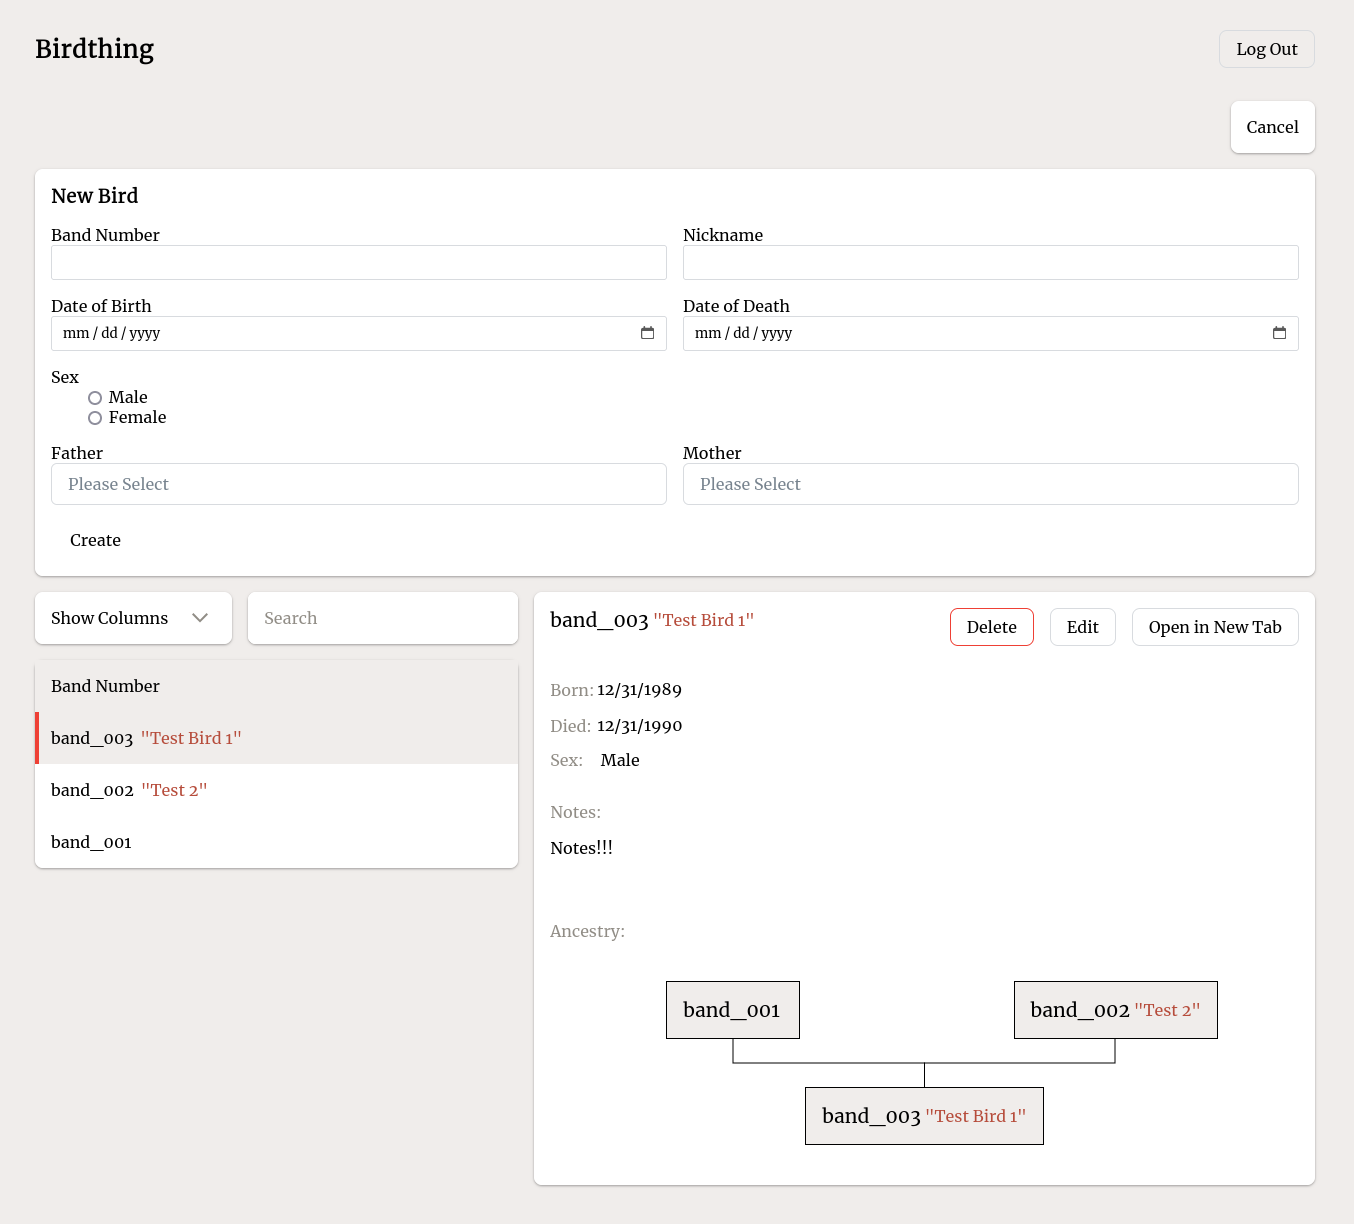 Birdthing
Log Out
Cancel
New Bird
Band Number
Nickname
Date of Birth
Date of Death
mm / dd / yyyy
mm / dd / yyyy
Sex
Male
Female
Father
Mother
Please Select
Please Select
Create
Show Columns
Search
Band Number
band_003 "Test Bird 1"
band_002 "Test 2"
band_001
band_003 "Test Bird 1"
Delete
Edit
Open in New Tab
Born: 12/31/1989
Died: 12/31/1990
Sex: Male
Notes:
Notes!!!
Ancestry:
band_001
band_002 "Test 2"
band_003 "Test Bird 1"